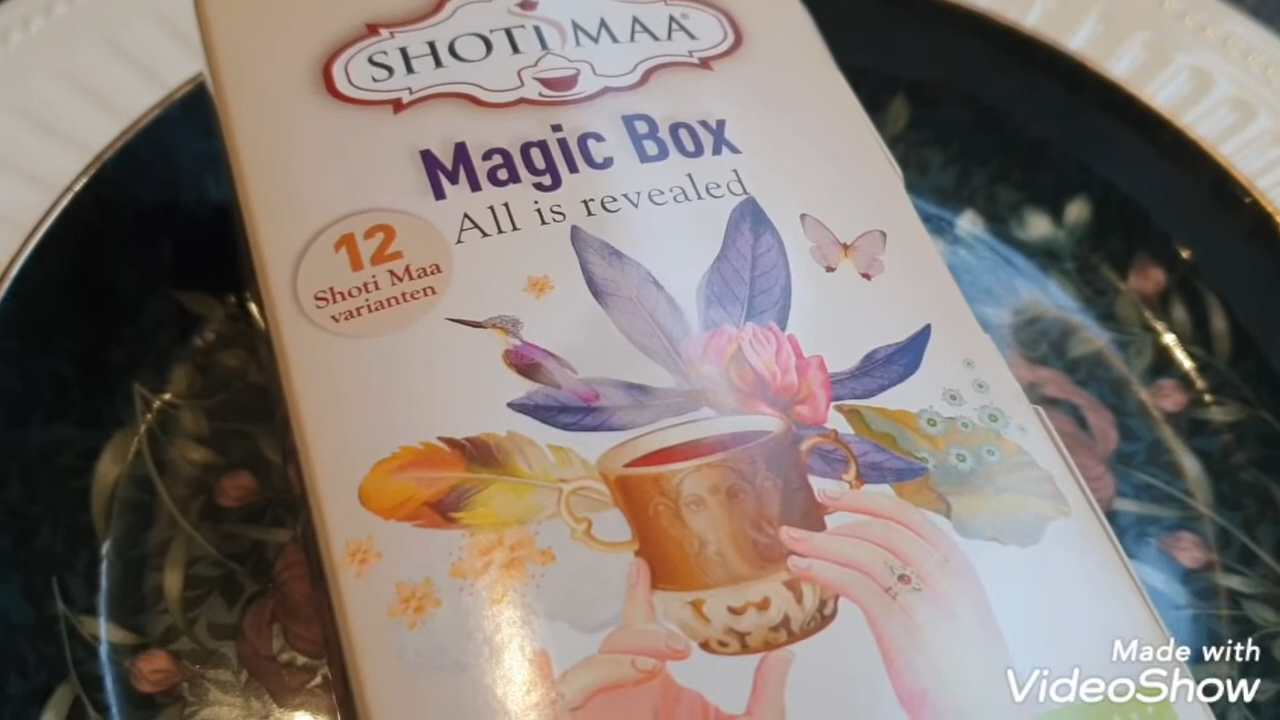 SHOTI MAA®
Magic Box
All is revealed
12
Shoti Maa
varianten
Made with
VideoShow